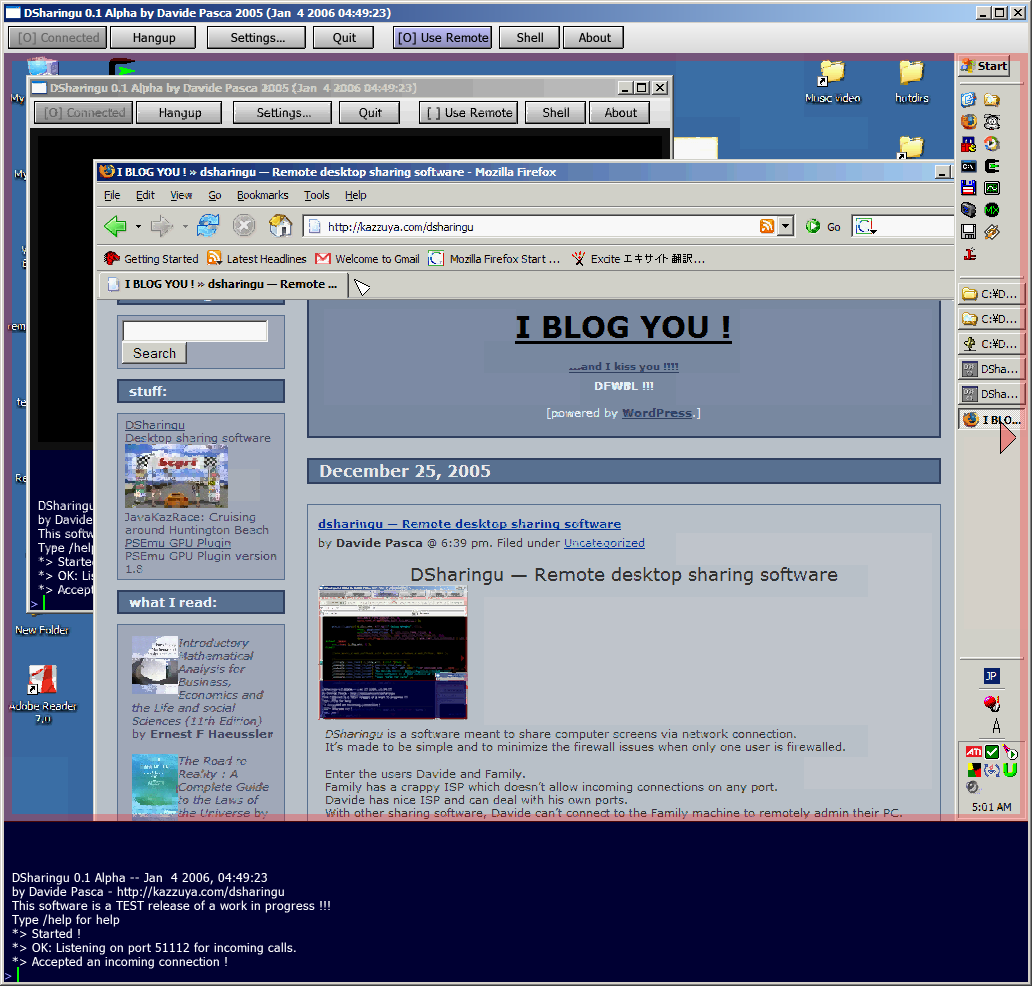 DSharingu 0.1 Alpha by Davide Pasca 2005 (Jan  4 2006 04:49:23)
[O] Connected Hangup Settings... Quit [O] Use Remote Shell About
Music video hotdirs Start
DSharingu 0.1 Alpha by Davide Pasca 2005 (Jan  4 2006 04:49:23)
[O] Connected Hangup Settings... Quit [ ] Use Remote Shell About
I BLOG YOU ! » dsharingu — Remote desktop sharing software - Mozilla Firefox
File Edit View Go Bookmarks Tools Help
http://kazzuya.com/dsharingu Go
Getting Started Latest Headlines Welcome to Gmail Mozilla Firefox Start ... Excite エキサイト 翻訳...
I BLOG YOU ! » dsharingu — Remote ...
C:¥D...
C:¥D...
C:¥D...
DSha...
DSha...
I BLO...
Search
I BLOG YOU !
...and I kiss you !!!!
!!!
[powered by WordPress.]
stuff:
DSharingu
Desktop sharing software
JavaKazRace: Cruising
around Huntington Beach
PSEmu GPU Plugin
PSEmu GPU Plugin version
1.8
December 25, 2005
dsharingu — Remote desktop sharing software
by Davide Pasca @ 6:39 pm. Filed under Uncategorized
DSharingu — Remote desktop sharing software
what I read:
Introductory
Mathematical
Analysis for
Business,
Economics and
the Life and social
Sciences (11th Edition)
by Ernest F Haeussler
The Road to
Reality : A
Complete Guide
to the Laws of
the Universe by
DSharingu is a software meant to share computer screens via network connection.
It's made to be simple and to minimize the firewall issues when only one user is firewalled.
Enter the users Davide and Family.
Family has a crappy ISP which doesn't allow incoming connections on any port.
Davide has nice ISP and can deal with his own ports.
With other sharing software, Davide can't connect to the Family machine to remotely admin their PC.
DSharingu
by Davide
This softw
Type /help
*> Starte
*> OK: Lis
*> Accept
>
New Folder
Adobe Reader
7.0
JP
A
ATI
5:01 AM
DSharingu 0.1 Alpha -- Jan  4 2006, 04:49:23
by Davide Pasca - http://kazzuya.com/dsharingu
This software is a TEST release of a work in progress !!!
Type /help for help
*> Started !
*> OK: Listening on port 51112 for incoming calls.
*> Accepted an incoming connection !
>